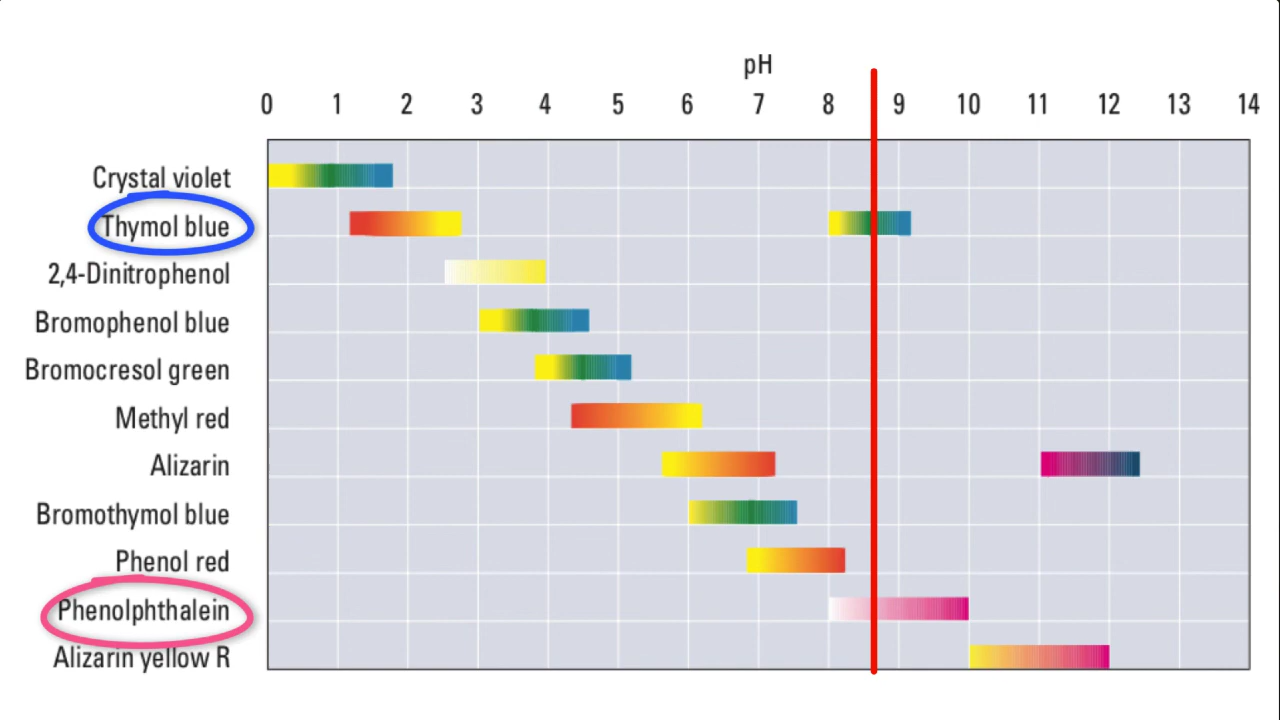 pH
0 1 2 3 4 5 6 7 8 9 10 11 12 13 14
Crystal violet
Thymol blue
2,4-Dinitrophenol
Bromophenol blue
Bromocresol green
Methyl red
Alizarin
Bromothymol blue
Phenol red
Phenolphthalein
Alizarin yellow R